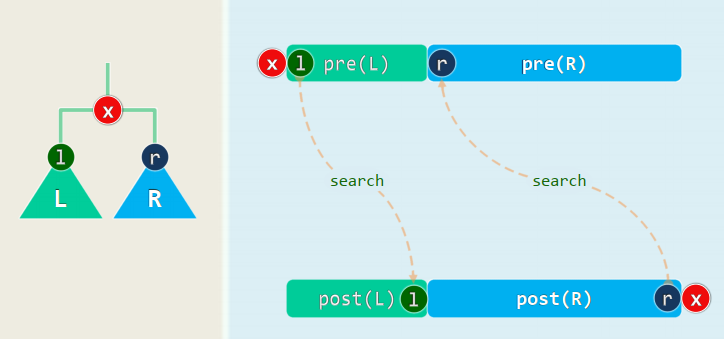 x
l
r
L
R
x
l
pre(L)
r
pre(R)
search
search
post(L)
l
post(R)
r
x